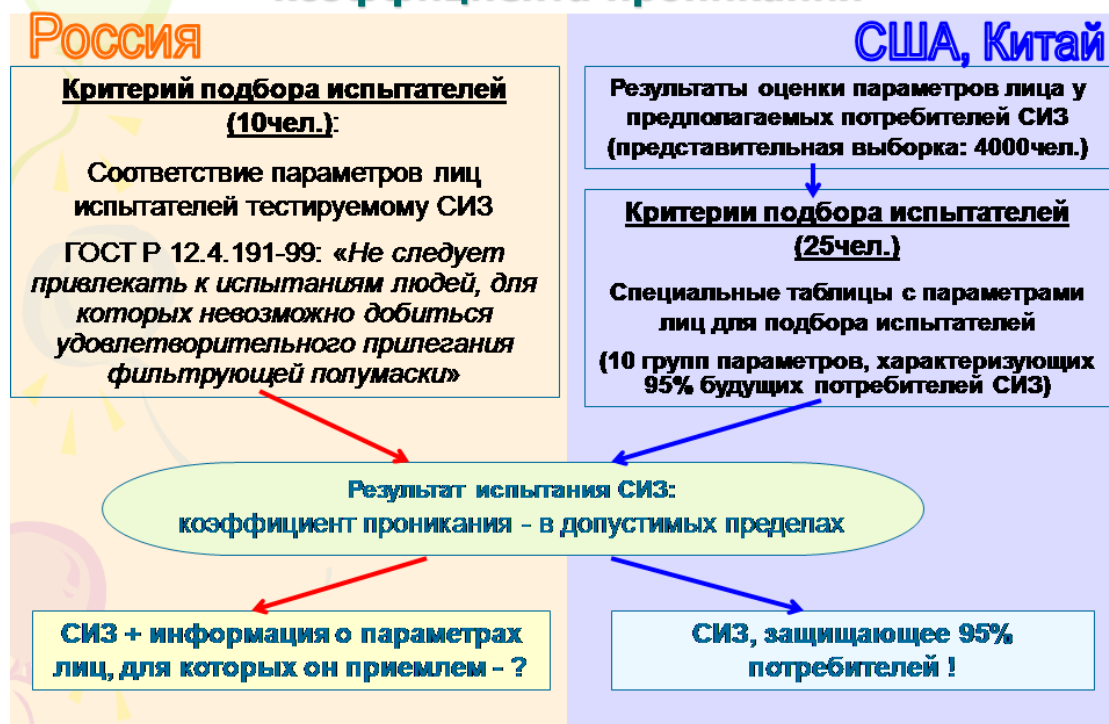 коэффициента проникания
Россия
США, Китай
Критерий подбора испытателей
(10чел.):
Соответствие параметров лиц
испытателей тестируемому СИЗ
ГОСТ Р 12.4.191-99: «Не следует
привлекать к испытаниям людей, для
которых невозможно добиться
удовлетворительного прилегания
фильтрующей полумаски»
Результаты оценки параметров лица у
предполагаемых потребителей СИЗ
(представительная выборка: 4000чел.)
Критерии подбора испытателей
(25чел.)
Специальные таблицы с параметрами
лиц для подбора испытателей
(10 групп параметров, характеризующих
95% будущих потребителей СИЗ)
Результат испытания СИЗ:
коэффициент проникания - в допустимых пределах
СИЗ + информация о параметрах
лиц, для которых он приемлем - ?
СИЗ, защищающее 95%
потребителей !